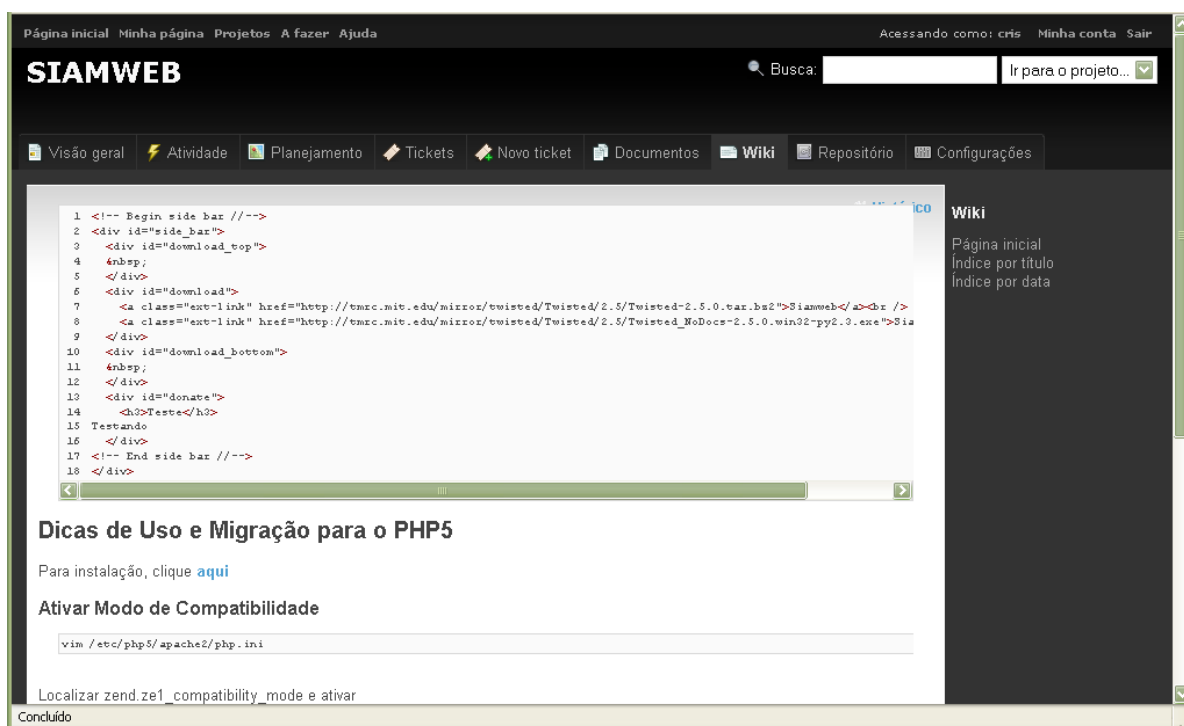 Página inicial Minha página Projetos A fazer Ajuda Acessando como: cris Minha conta Sair
SIAMWEB
Busca: Ir para o projeto...
Visão geral Atividade Planejamento Tickets Novo ticket Documentos Wiki Repositório Configurações
Histórico
1 <!-- Begin side bar //-->
2 <div id="side_bar">
3 <div id="download_top">
4 &nbsp;
5 </div>
6 <div id="download">
7 <a class="ext-link" href="http://tmrc.mit.edu/mirror/twisted/Twisted/2.5/Twisted-2.5.0.tar.bz2">Siamweb</a><br />
8 <a class="ext-link" href="http://tmrc.mit.edu/mirror/twisted/Twisted/2.5/Twisted_NoDocs-2.5.0.win32-py2.3.exe">Sia
9 </div>
10 <div id="download_bottom">
11 &nbsp;
12 </div>
13 <div id="donate">
14 <h3>Teste</h3>
15 Testando
16 </div>
17 <!-- End side bar //-->
18 </div>
Wiki
Página inicial
Índice por título
Índice por data
Dicas de Uso e Migração para o PHP5
Para instalação, clique aqui
Ativar Modo de Compatibilidade
vim /etc/php5/apache2/php.ini
Localizar zend.ze1_compatibility_mode e ativar
Concluído